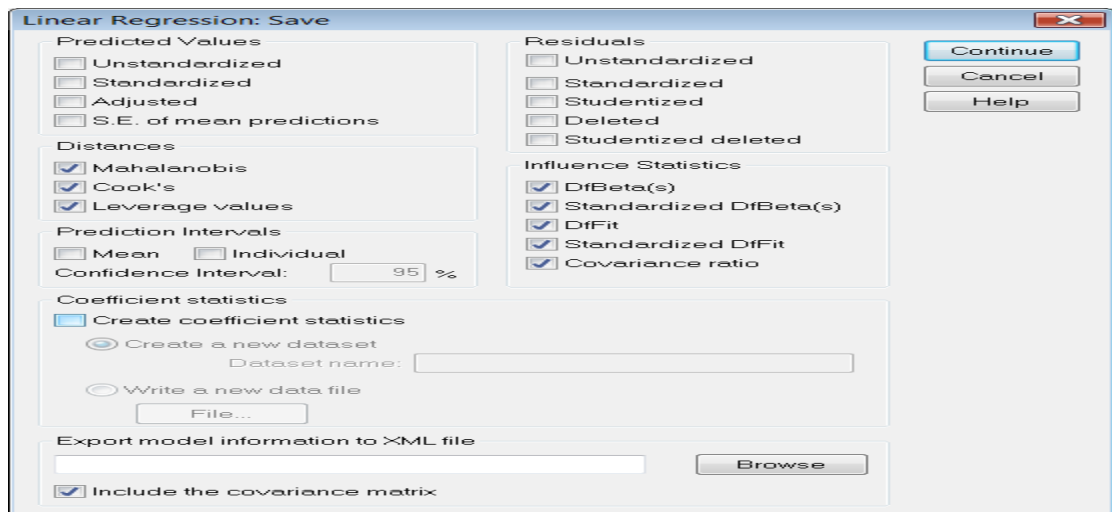 Linear Regression: Save
Predicted Values
Unstandardized
Standardized
Adjusted
S.E. of mean predictions
Residuals
Unstandardized
Standardized
Studentized
Deleted
Studentized deleted
Continue
Cancel
Help
Distances
Mahalanobis
Cook's
Leverage values
Influence Statistics
DfBeta(s)
Standardized DfBeta(s)
DfFit
Standardized DfFit
Covariance ratio
Prediction Intervals
Mean Individual
Confidence Interval: 95 %
Coefficient statistics
Create coefficient statistics
Create a new dataset
Dataset name:
Write a new data file
File...
Export model information to XML file
Browse
Include the covariance matrix